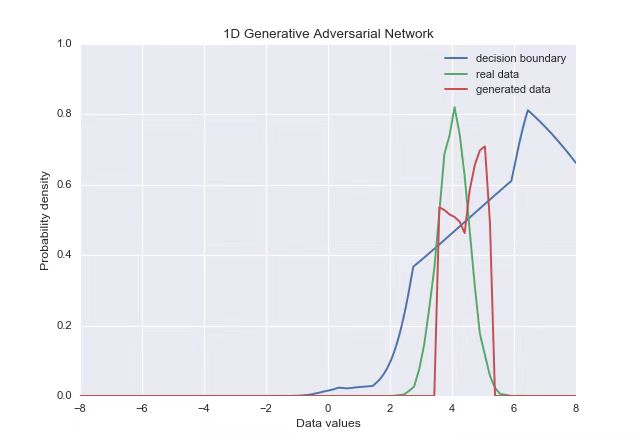 1D Generative Adversarial Network
1.0
0.8
0.6
0.4
0.2
0.0
Probability density
decision boundary
real data
generated data
−8 −6 −4 −2 0 2 4 6 8
Data values